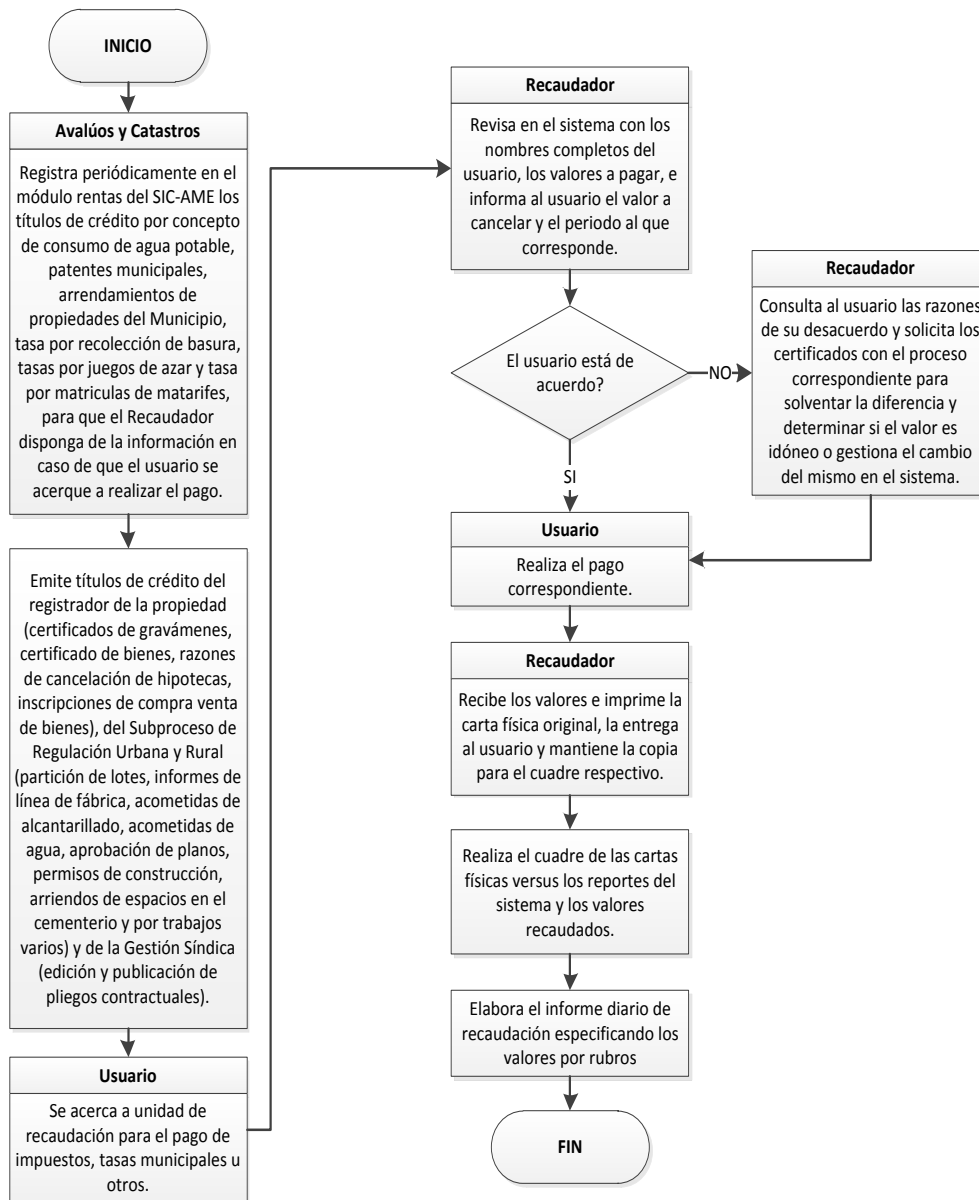 INICIO
Avalúos y Catastros
Registra periódicamente en el
módulo rentas del SIC-AME los
títulos de crédito por concepto
de consumo de agua potable,
patentes municipales,
arrendamientos de
propiedades del Municipio,
tasa por recolección de basura,
tasas por juegos de azar y tasa
por matriculas de matarifes,
para que el Recaudador
disponga de la información en
caso de que el usuario se
acerque a realizar el pago.
Emite títulos de crédito del
registrador de la propiedad
(certificados de gravámenes,
certificado de bienes, razones
de cancelación de hipotecas,
inscripciones de compra venta
de bienes), del Subproceso de
Regulación Urbana y Rural
(partición de lotes, informes de
línea de fábrica, acometidas de
alcantarillado, acometidas de
agua, aprobación de planos,
permisos de construcción,
arriendos de espacios en el
cementerio y por trabajos
varios) y de la Gestión Síndica
(edición y publicación de
pliegos contractuales).
Usuario
Se acerca a unidad de
recaudación para el pago de
impuestos, tasas municipales u
otros.
Recaudador
Revisa en el sistema con los
nombres completos del
usuario, los valores a pagar, e
informa al usuario el valor a
cancelar y el periodo al que
corresponde.
El usuario está de
acuerdo?
NO
Recaudador
Consulta al usuario las razones
de su desacuerdo y solicita los
certificados con el proceso
correspondiente para
solventar la diferencia y
determinar si el valor es
idóneo o gestiona el cambio
del mismo en el sistema.
SI
Usuario
Realiza el pago
correspondiente.
Recaudador
Recibe los valores e imprime la
carta física original, la entrega
al usuario y mantiene la copia
para el cuadre respectivo.
Realiza el cuadre de las cartas
físicas versus los reportes del
sistema y los valores
recaudados.
Elabora el informe diario de
recaudación especificando los
valores por rubros
FIN